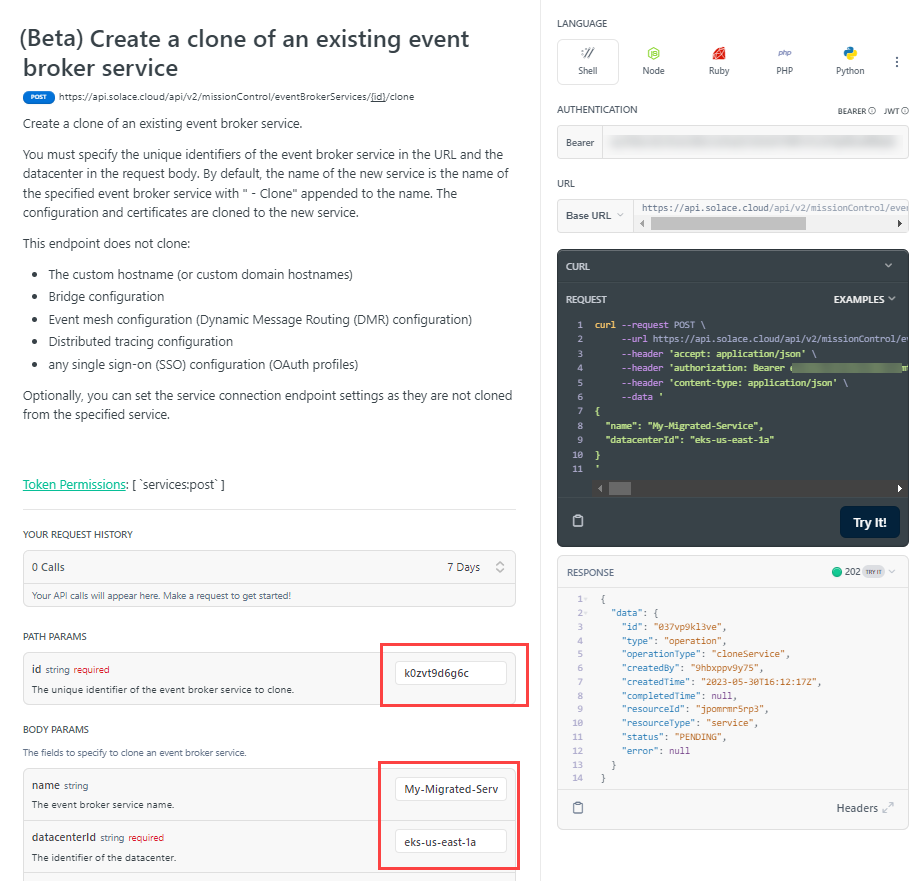 (Beta) Create a clone of an existing event
broker service
POST https://api.solace.cloud/api/v2/missionControl/eventBrokerServices/{id}/clone
Create a clone of an existing event broker service.
You must specify the unique identifiers of the event broker service in the URL and the
datacenter in the request body. By default, the name of the new service is the name of
the specified event broker service with " - Clone" appended to the name. The
configuration and certificates are cloned to the new service.
This endpoint does not clone:
• The custom hostname (or custom domain hostnames)
• Bridge configuration
• Event mesh configuration (Dynamic Message Routing (DMR) configuration)
• Distributed tracing configuration
• any single sign-on (SSO) configuration (OAuth profiles)
Optionally, you can set the service connection endpoint settings as they are not cloned
from the specified service.
Token Permissions: [ `services:post` ]
YOUR REQUEST HISTORY
0 Calls 7 Days
Your API calls will appear here. Make a request to get started!
PATH PARAMS
id string required
The unique identifier of the event broker service to clone.
k0zvt9d6g6c
BODY PARAMS
The fields to specify to clone an event broker service.
name string
The event broker service name.
My-Migrated-Serv
datacenterId string required
The identifier of the datacenter.
eks-us-east-1a
LANGUAGE
Shell Node Ruby PHP Python
AUTHENTICATION BEARER JWT
Bearer
URL
Base URL https://api.solace.cloud/api/v2/missionControl/even
CURL
REQUEST EXAMPLES
1 curl --request POST \
2 --url https://api.solace.cloud/api/v2/missionControl/ev
3 --header 'accept: application/json' \
4 --header 'authorization: Bearer
5 --header 'content-type: application/json' \
6 --data '
7 {
8 "name": "My-Migrated-Service",
9 "datacenterId": "eks-us-east-1a"
10 }
11 '
Try It!
RESPONSE 202 TRY IT
1 {
2 "data": {
3 "id": "037vp9kl3ve",
4 "type": "operation",
5 "operationType": "cloneService",
6 "createdBy": "9hbxppv9y75",
7 "createdTime": "2023-05-30T16:12:17Z",
8 "completedTime": null,
9 "resourceId": "jpomrmr5rp3",
10 "resourceType": "service",
11 "status": "PENDING",
12 "error": null
13 }
14 }
Headers